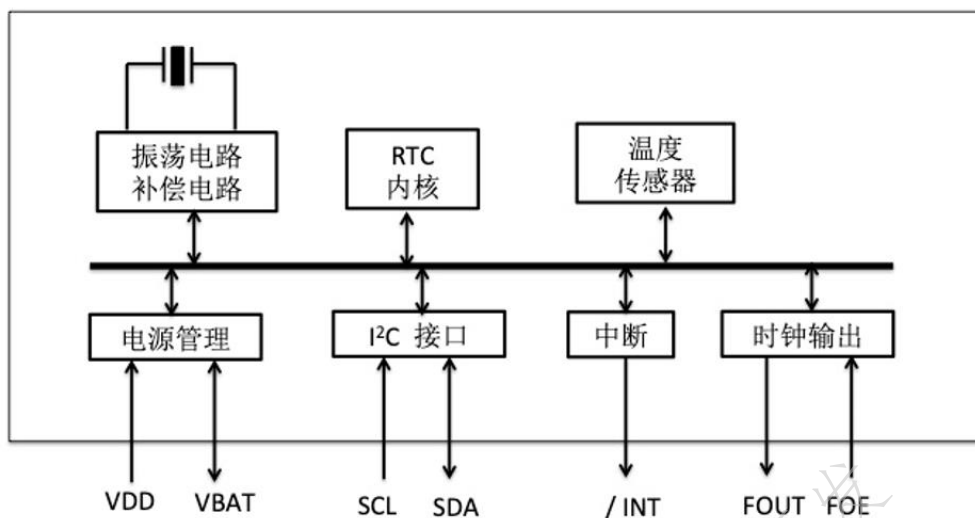 振荡电路
补偿电路
RTC
内核
温度
传感器
电源管理
I²C 接口
中断
时钟输出
VDD
VBAT
SCL
SDA
/ INT
FOUT
FOE